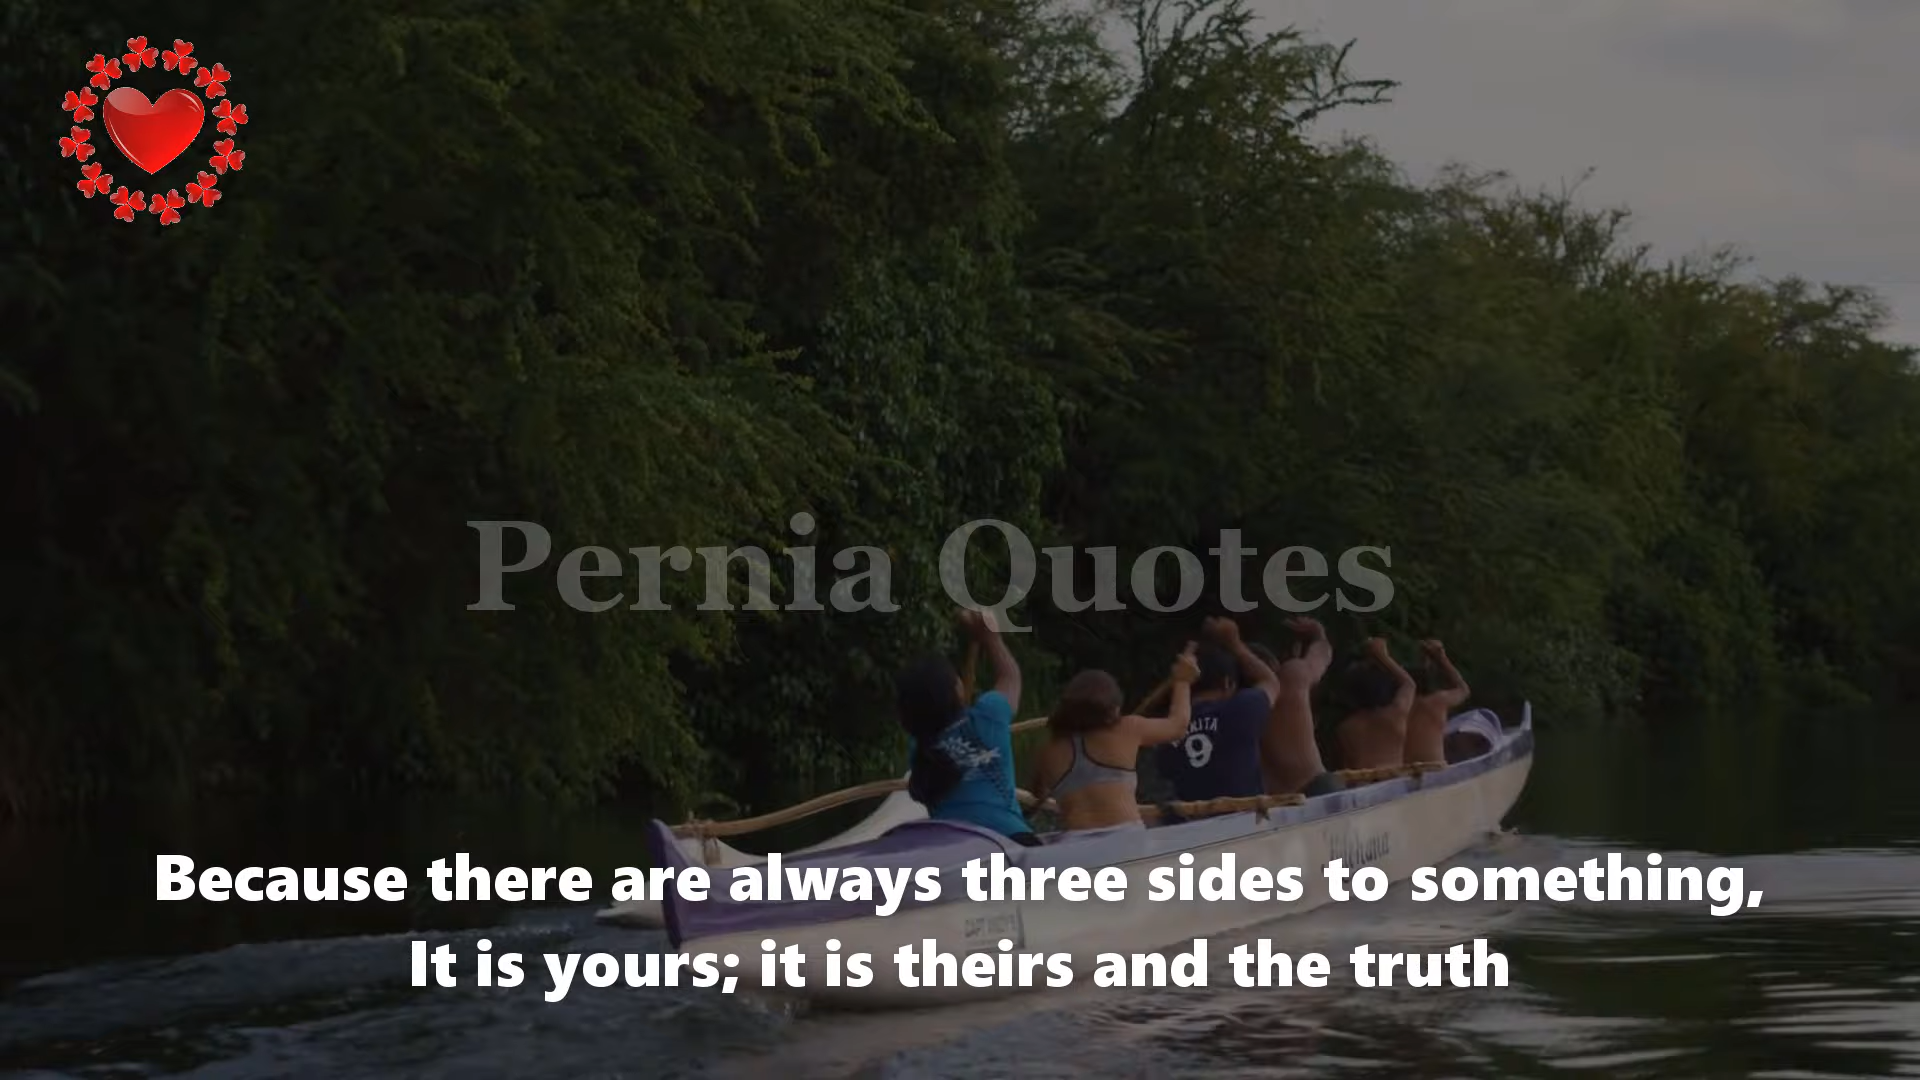 Pernia Quotes
9
Because there are always three sides to something,
It is yours; it is theirs and the truth